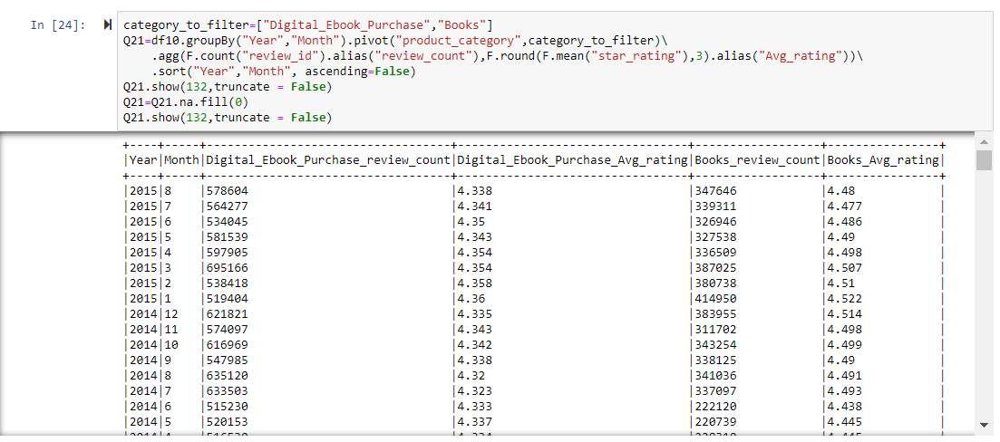 In [24]:
category_to_filter=["Digital_Ebook_Purchase","Books"]
Q21=df10.groupBy("Year","Month").pivot("product_category",category_to_filter)\
    .agg(F.count("review_id").alias("review_count"),F.round(F.mean("star_rating"),3).alias("Avg_rating"))\
    .sort("Year","Month", ascending=False)
Q21.show(132,truncate = False)
Q21=Q21.na.fill(0)
Q21.show(132,truncate = False)
+----+-----+-----------------------------------+---------------------------------+------------------+----------------+
|Year|Month|Digital_Ebook_Purchase_review_count|Digital_Ebook_Purchase_Avg_rating|Books_review_count|Books_Avg_rating|
+----+-----+-----------------------------------+---------------------------------+------------------+----------------+
|2015|8    |578604                             |4.338                            |347646            |4.48            |
|2015|7    |564277                             |4.341                            |339311            |4.477           |
|2015|6    |534045                             |4.35                             |326946            |4.486           |
|2015|5    |581539                             |4.343                            |327538            |4.49            |
|2015|4    |597905                             |4.354                            |336509            |4.498           |
|2015|3    |695166                             |4.354                            |387025            |4.507           |
|2015|2    |538418                             |4.358                            |380738            |4.51            |
|2015|1    |519404                             |4.36                             |414950            |4.522           |
|2014|12   |621821                             |4.335                            |383955            |4.514           |
|2014|11   |574097                             |4.343                            |311702            |4.498           |
|2014|10   |616969                             |4.342                            |343254            |4.499           |
|2014|9    |547985                             |4.338                            |338125            |4.49            |
|2014|8    |635120                             |4.32                             |341036            |4.491           |
|2014|7    |633503                             |4.323                            |337097            |4.493           |
|2014|6    |515230                             |4.333                            |222120            |4.438           |
|2014|5    |520153                             |4.337                            |220739            |4.445           |